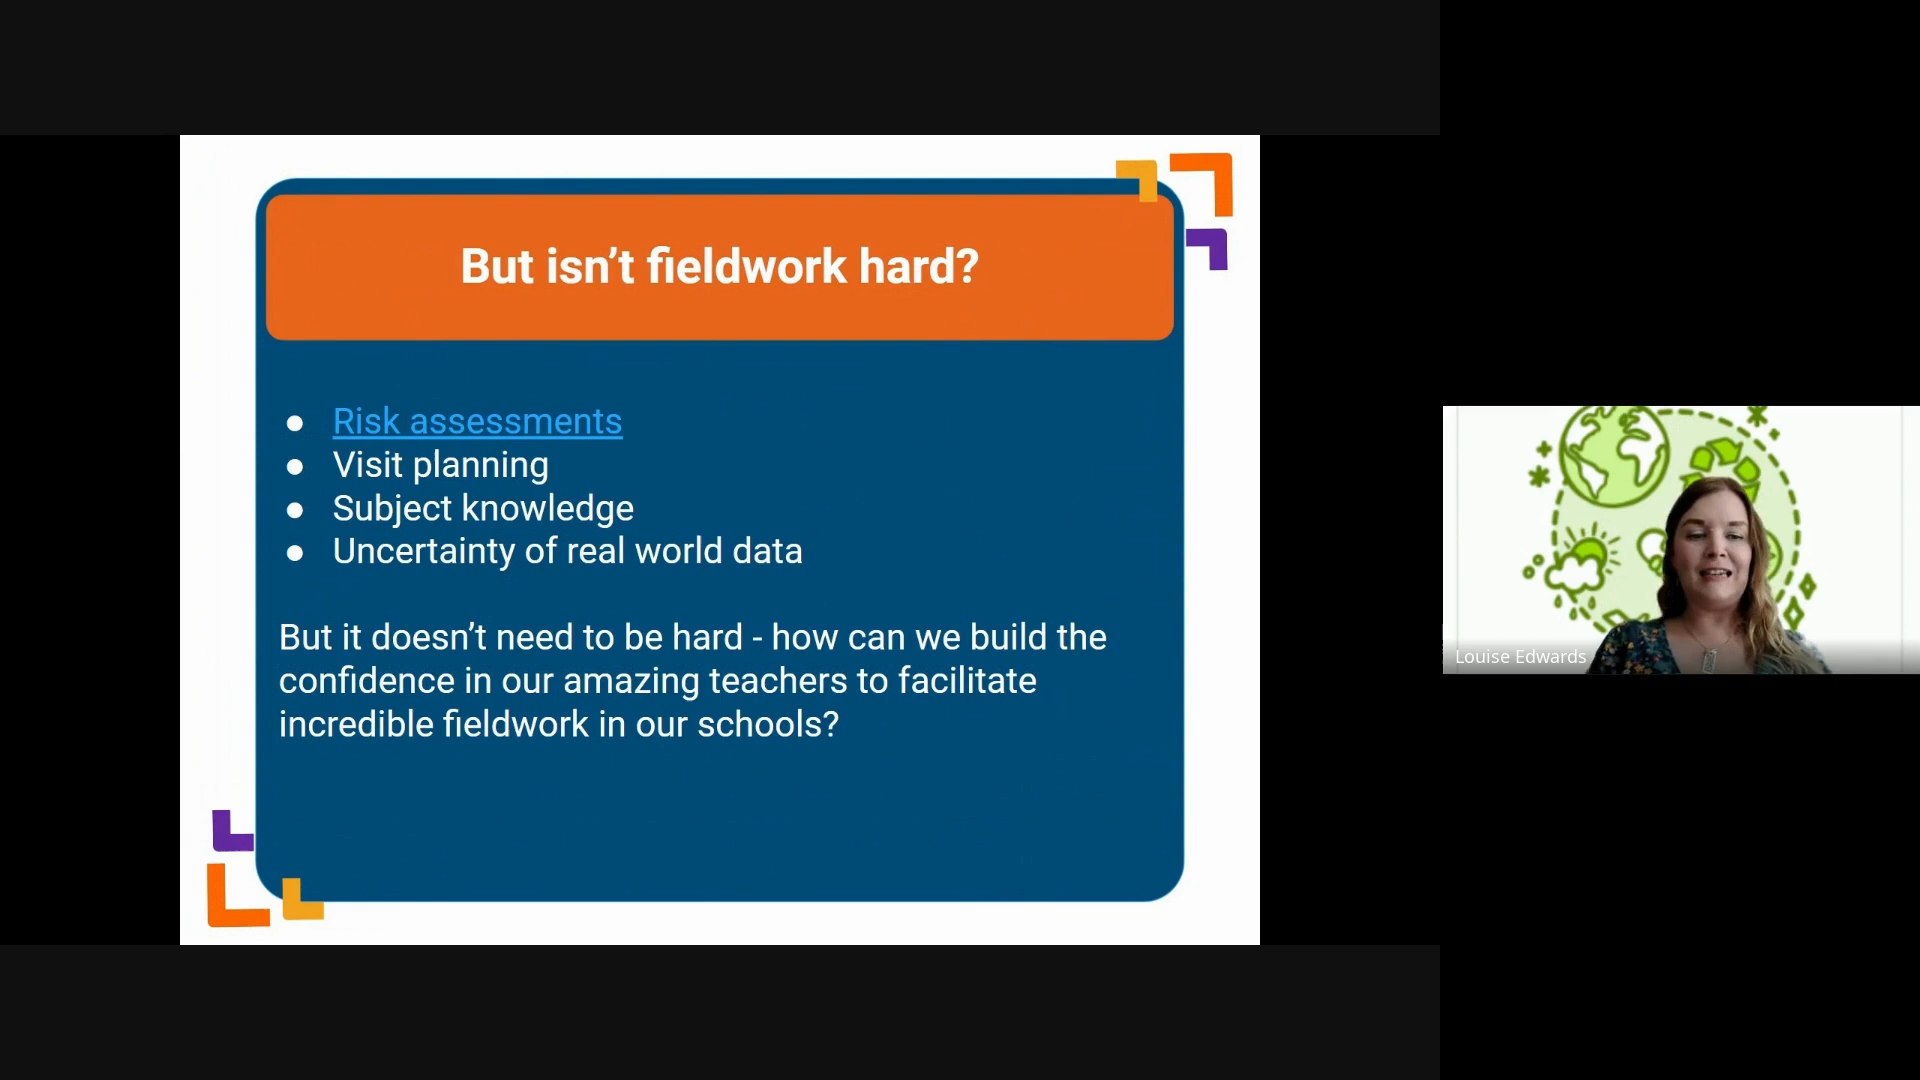 But isn’t fieldwork hard?
● Risk assessments
● Visit planning
● Subject knowledge
● Uncertainty of real world data
But it doesn’t need to be hard - how can we build the
confidence in our amazing teachers to facilitate
incredible fieldwork in our schools?
Louise Edwards